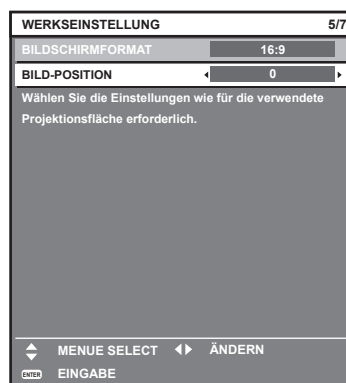 WERKSEINSTELLUNG 5/7
BILDSCHIRMFORMAT 16:9
BILD-POSITION 0
Wählen Sie die Einstellungen wie für die verwendete
Projektionsfläche erforderlich.
MENUE SELECT ÄNDERN
ENTER EINGABE